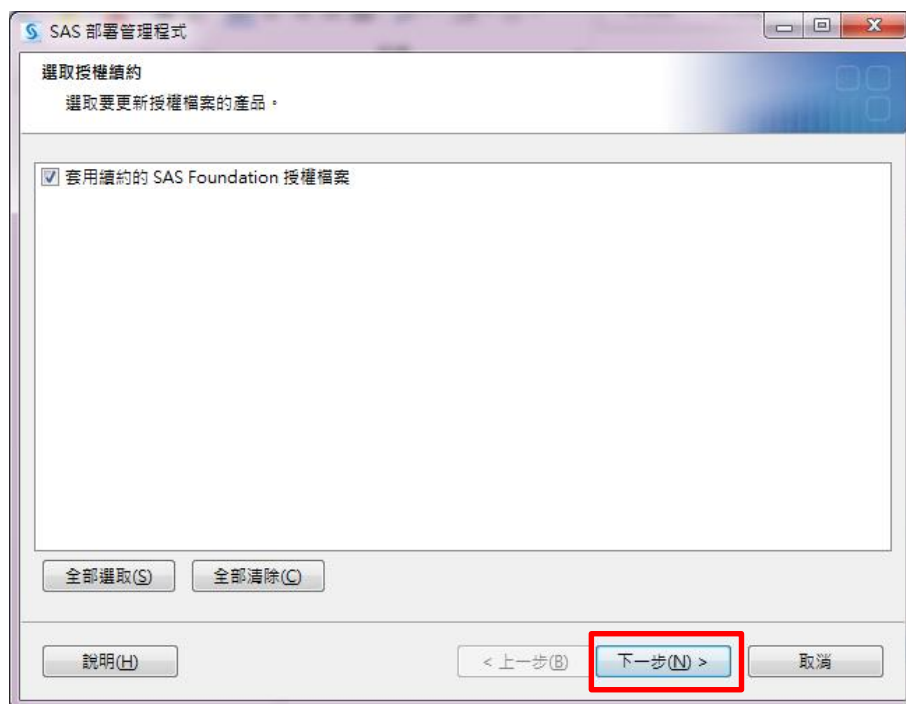 SAS 部署管理程式
選取授權續約
選取要更新授權檔案的產品。
套用續約的 SAS Foundation 授權檔案
全部選取(S) 全部清除(C)
說明(H) < 上一步(B) 下一步(N) > 取消